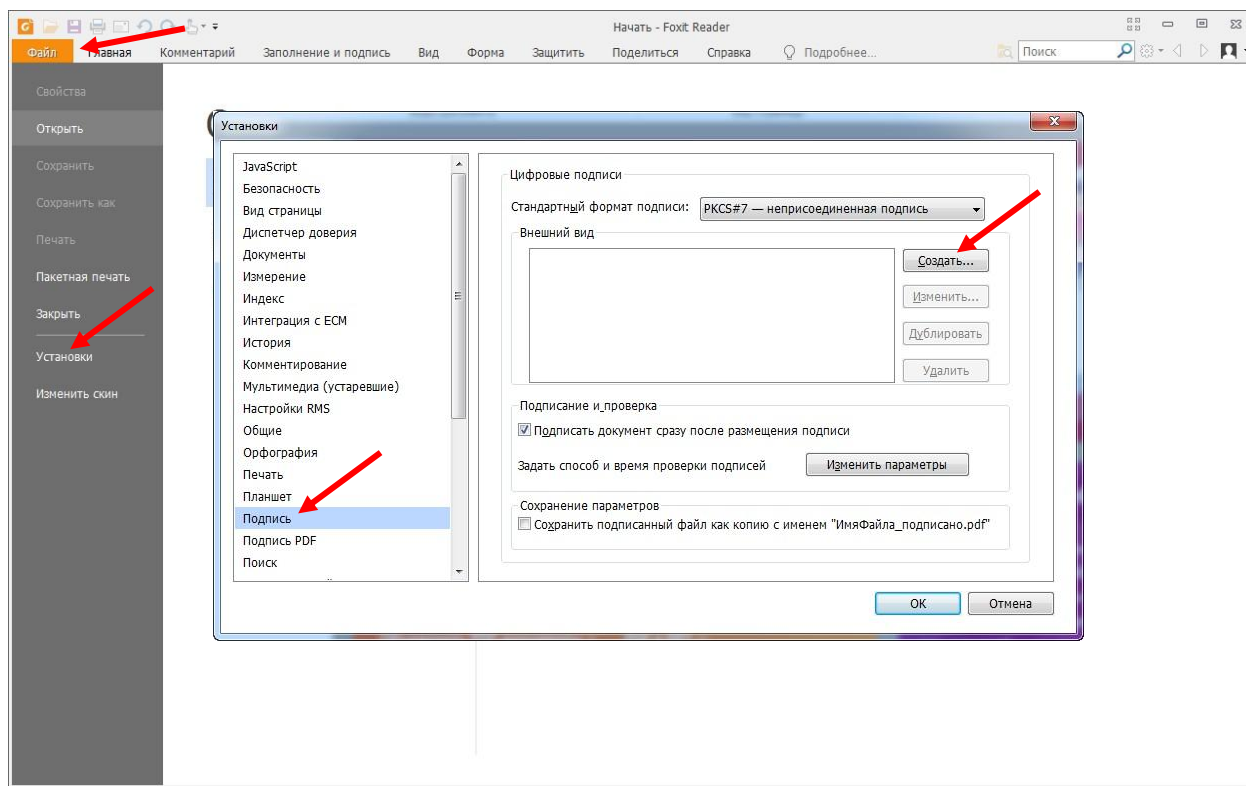 Начать - Foxit Reader
Файл Главная Комментарий Заполнение и подпись Вид Форма Защитить Поделиться Справка Подробнее... Поиск
Свойства
Открыть
Сохранить
Сохранить как
Печать
Пакетная печать
Закрыть
Установки
Изменить скин
Установки
JavaScript
Безопасность
Вид страницы
Диспетчер доверия
Документы
Измерение
Индекс
Интеграция с ECM
История
Комментирование
Мультимедиа (устаревшие)
Настройки RMS
Общие
Орфография
Печать
Планшет
Подпись
Подпись PDF
Поиск
Цифровые подписи
Стандартный формат подписи: PKCS#7 — неприсоединенная подпись
Внешний вид
Создать...
Изменить...
Дублировать
Удалить
Подписание и проверка
Подписать документ сразу после размещения подписи
Задать способ и время проверки подписей Изменить параметры
Сохранение параметров
Сохранить подписанный файл как копию с именем "ИмяФайла_подписано.pdf"
ОК Отмена